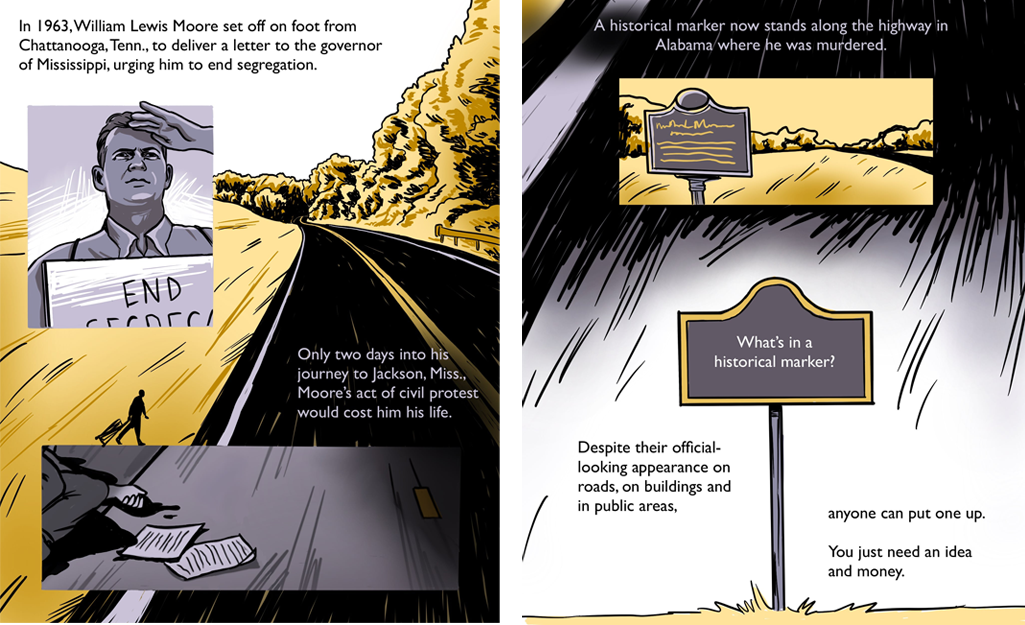 In 1963, William Lewis Moore set off on foot from
Chattanooga, Tenn., to deliver a letter to the governor
of Mississippi, urging him to end segregation.
END
SEGREG
Only two days into his
journey to Jackson, Miss.,
Moore's act of civil protest
would cost him his life.
A historical marker now stands along the highway in
Alabama where he was murdered.
What's in a
historical marker?
Despite their official-
looking appearance on
roads, on buildings and
in public areas,
anyone can put one up.
You just need an idea
and money.